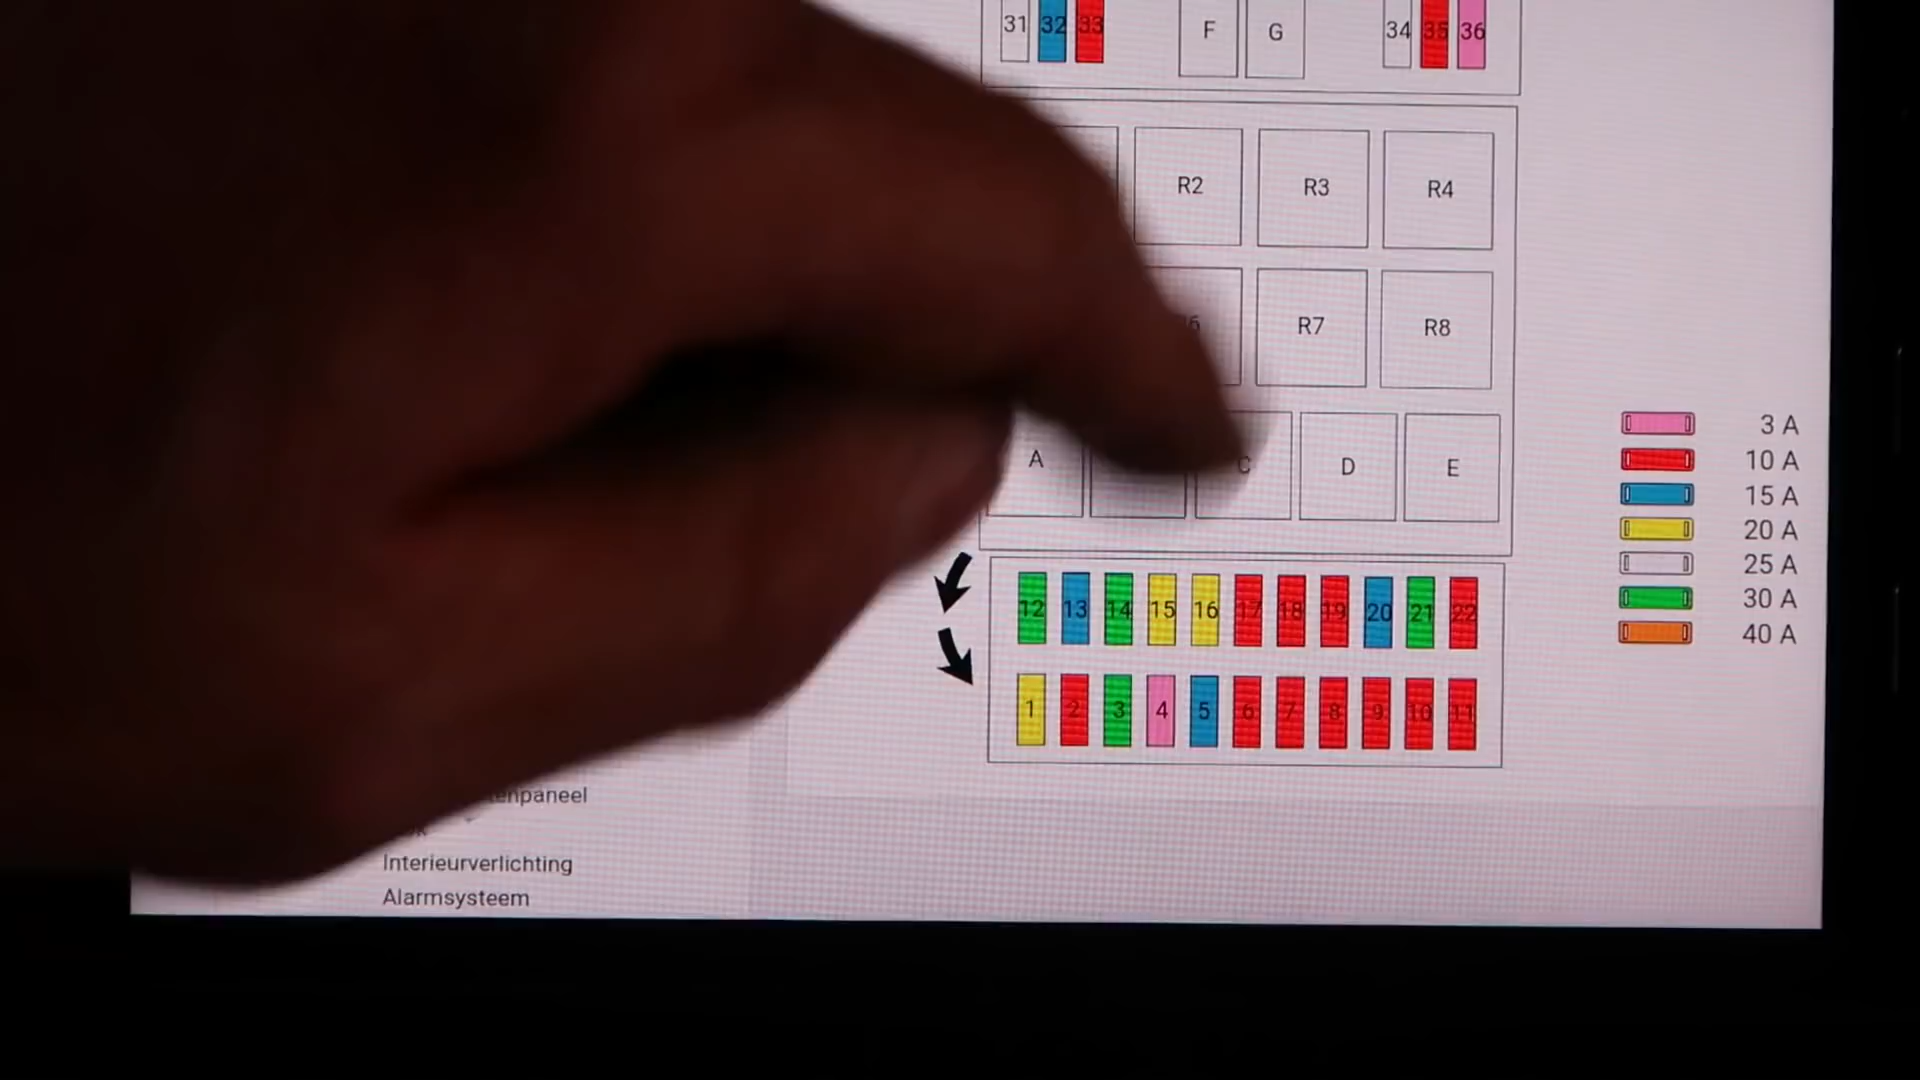 31 32 33 F G 34 35 36
R2 R3 R4
R7 R8
A C D E
3 A
10 A
15 A
20 A
25 A
30 A
40 A
12 13 14 15 16 17 18 19 20 21 22
1 2 3 4 5 6 7 8 9 10 11
Interieurverlichting
Alarmsysteem